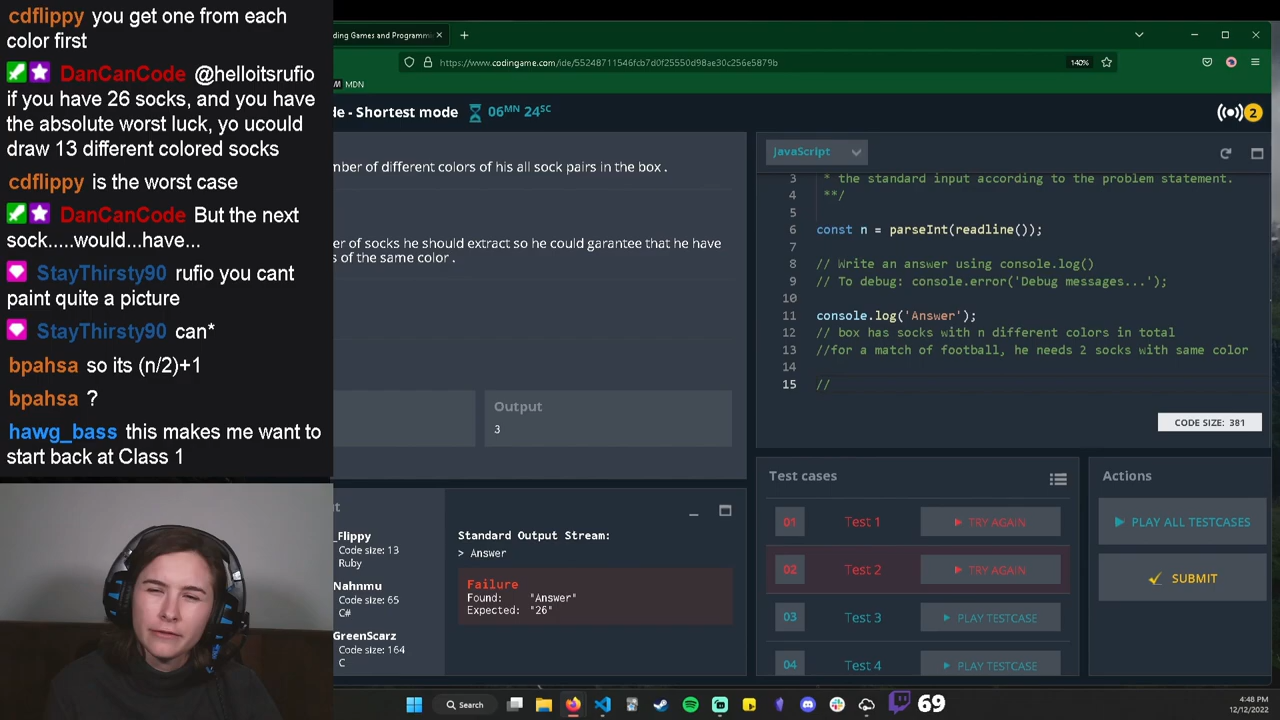 cdflippy you get one from each
color first
DanCanCode @helloitsrufio
if you have 26 socks, and you have
the absolute worst luck, yo ucould
draw 13 different colored socks
cdflippy is the worst case
DanCanCode But the next
sock.....would...have...
StayThirsty90 rufio you cant
paint quite a picture
StayThirsty90 can*
bpahsa so its (n/2)+1
bpahsa ?
hawg_bass this makes me want to
start back at Class 1
ding Games and Programmi
https://www.codingame.com/ide/55248711546fcb7d0f25550d98ae30c256e5879b
140%
MDN
de - Shortest mode
06MN 24SC
2
mber of different colors of his all sock pairs in the box .
er of socks he should extract so he could garantee that he have
s of the same color .
Output
3
JavaScript
3 * the standard input according to the problem statement.
4 **/
5
6 const n = parseInt(readline());
7
8 // Write an answer using console.log()
9 // To debug: console.error('Debug messages...');
10
11 console.log('Answer');
12 // box has socks with n different colors in total
13 //for a match of football, he needs 2 socks with same color
14
15 //
CODE SIZE: 381
_Flippy
Code size: 13
Ruby
Nahnmu
Code size: 65
C#
GreenScarz
Code size: 164
C
Standard Output Stream:
> Answer
Failure
Found: "Answer"
Expected: "26"
Test cases
01 Test 1 TRY AGAIN
02 Test 2 TRY AGAIN
03 Test 3 PLAY TESTCASE
04 Test 4 PLAY TESTCASE
Actions
PLAY ALL TESTCASES
SUBMIT
Search
69
4:48 PM
12/12/2022